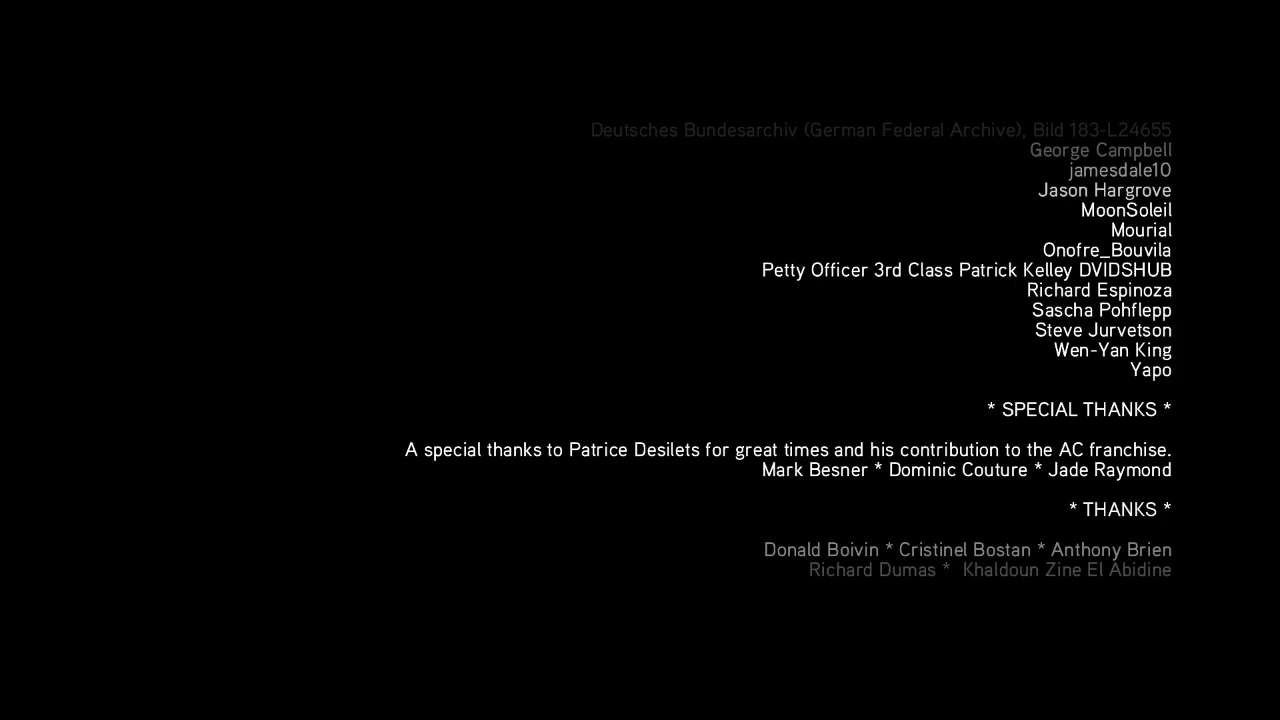 Deutsches Bundesarchiv (German Federal Archive), Bild 183-L24655
George Campbell
jamesdale10
Jason Hargrove
MoonSoleil
Mourial
Onofre_Bouvila
Petty Officer 3rd Class Patrick Kelley DVIDSHUB
Richard Espinoza
Sascha Pohflepp
Steve Jurvetson
Wen-Yan King
Yapo
* SPECIAL THANKS *
A special thanks to Patrice Desilets for great times and his contribution to the AC franchise.
Mark Besner * Dominic Couture * Jade Raymond
* THANKS *
Donald Boivin * Cristinel Bostan * Anthony Brien
Richard Dumas *  Khaldoun Zine El Abidine